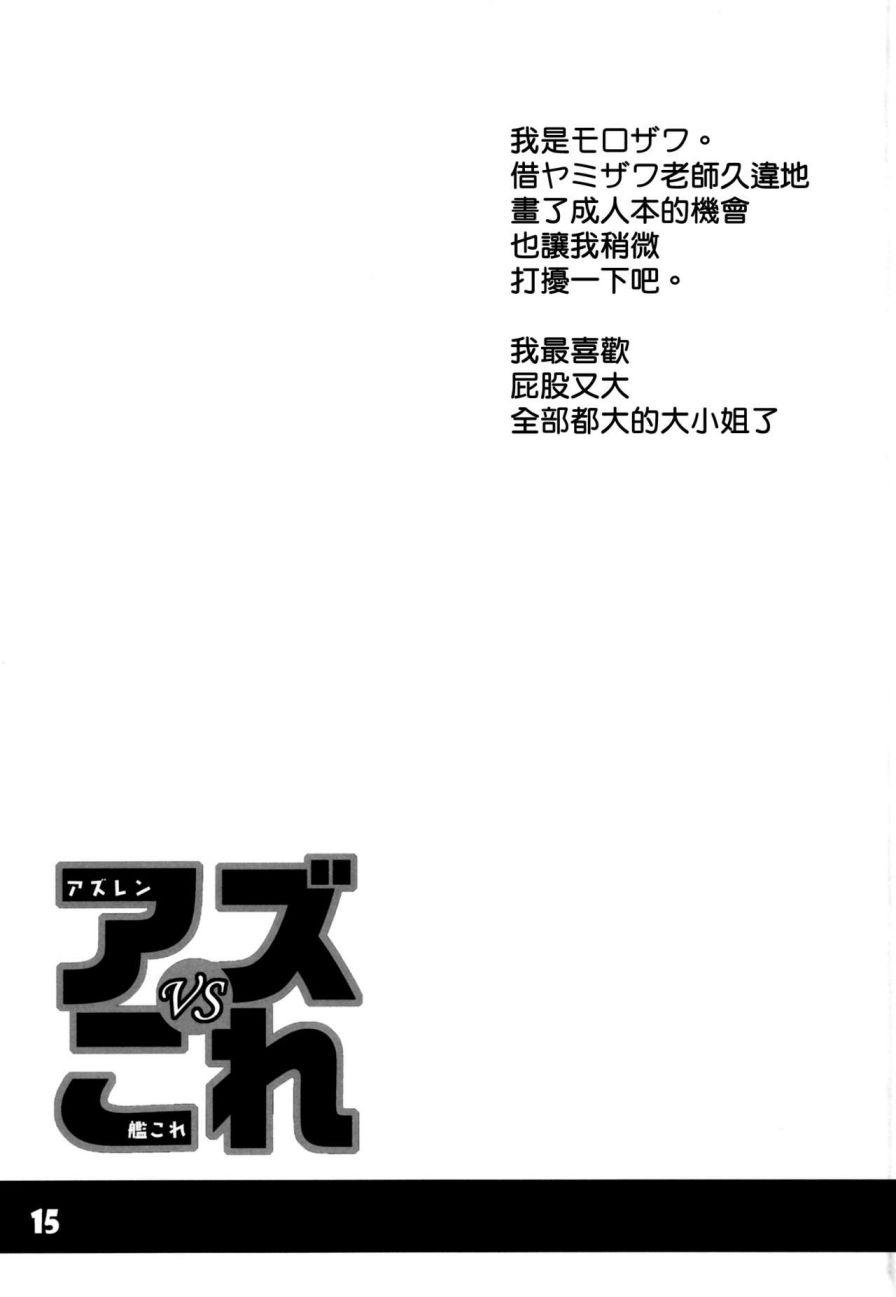 我是モロザワ。
借ヤミザワ老師久違地
畫了成人本的機會
也讓我稍微
打擾一下吧。
我最喜歡
屁股又大
全部都大的大小姐了
アズレン
アズ
VS
これ
艦これ
15